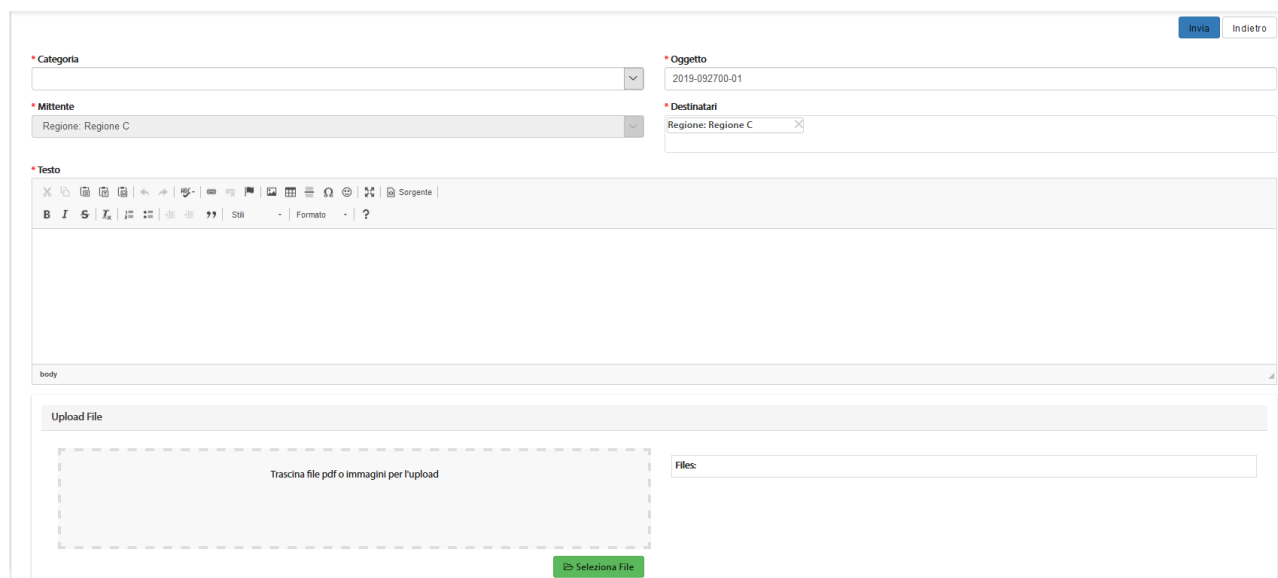 Invia Indietro
* Categoria
* Oggetto
2019-092700-01
* Mittente
Regione: Regione C
* Destinatari
Regione: Regione C
* Testo
Sorgente
B I S Ix Stili Formato ?
body
Upload File
Trascina file pdf o immagini per l'upload
Files:
Seleziona File